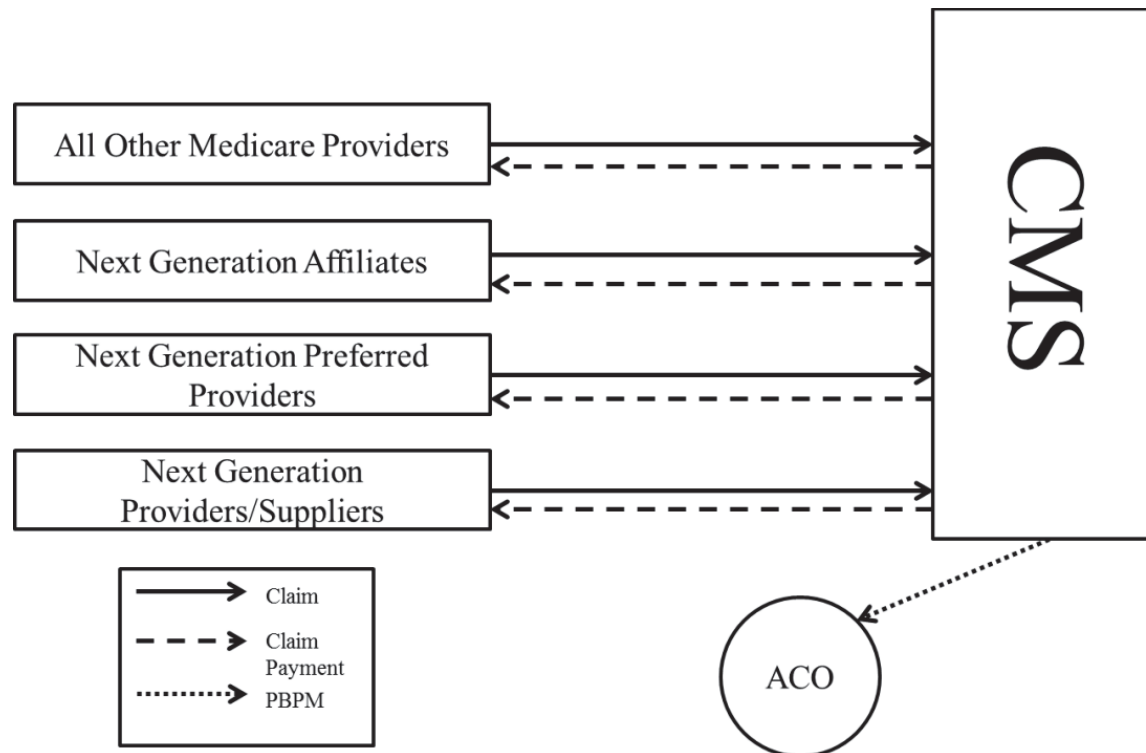 All Other Medicare Providers
Next Generation Affiliates
Next Generation Preferred
Providers
Next Generation
Providers/Suppliers
CMS
Claim
Claim
Payment
PBPM
ACO